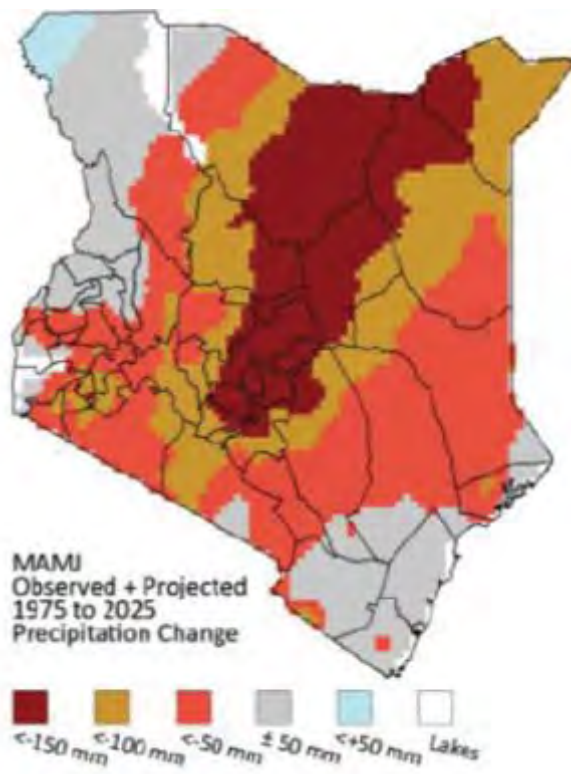 MAMJ
Observed + Projected
1975 to 2025
Precipitation Change
<-150 mm <-100 mm <-50 mm ± 50 mm <+50 mm Lakes